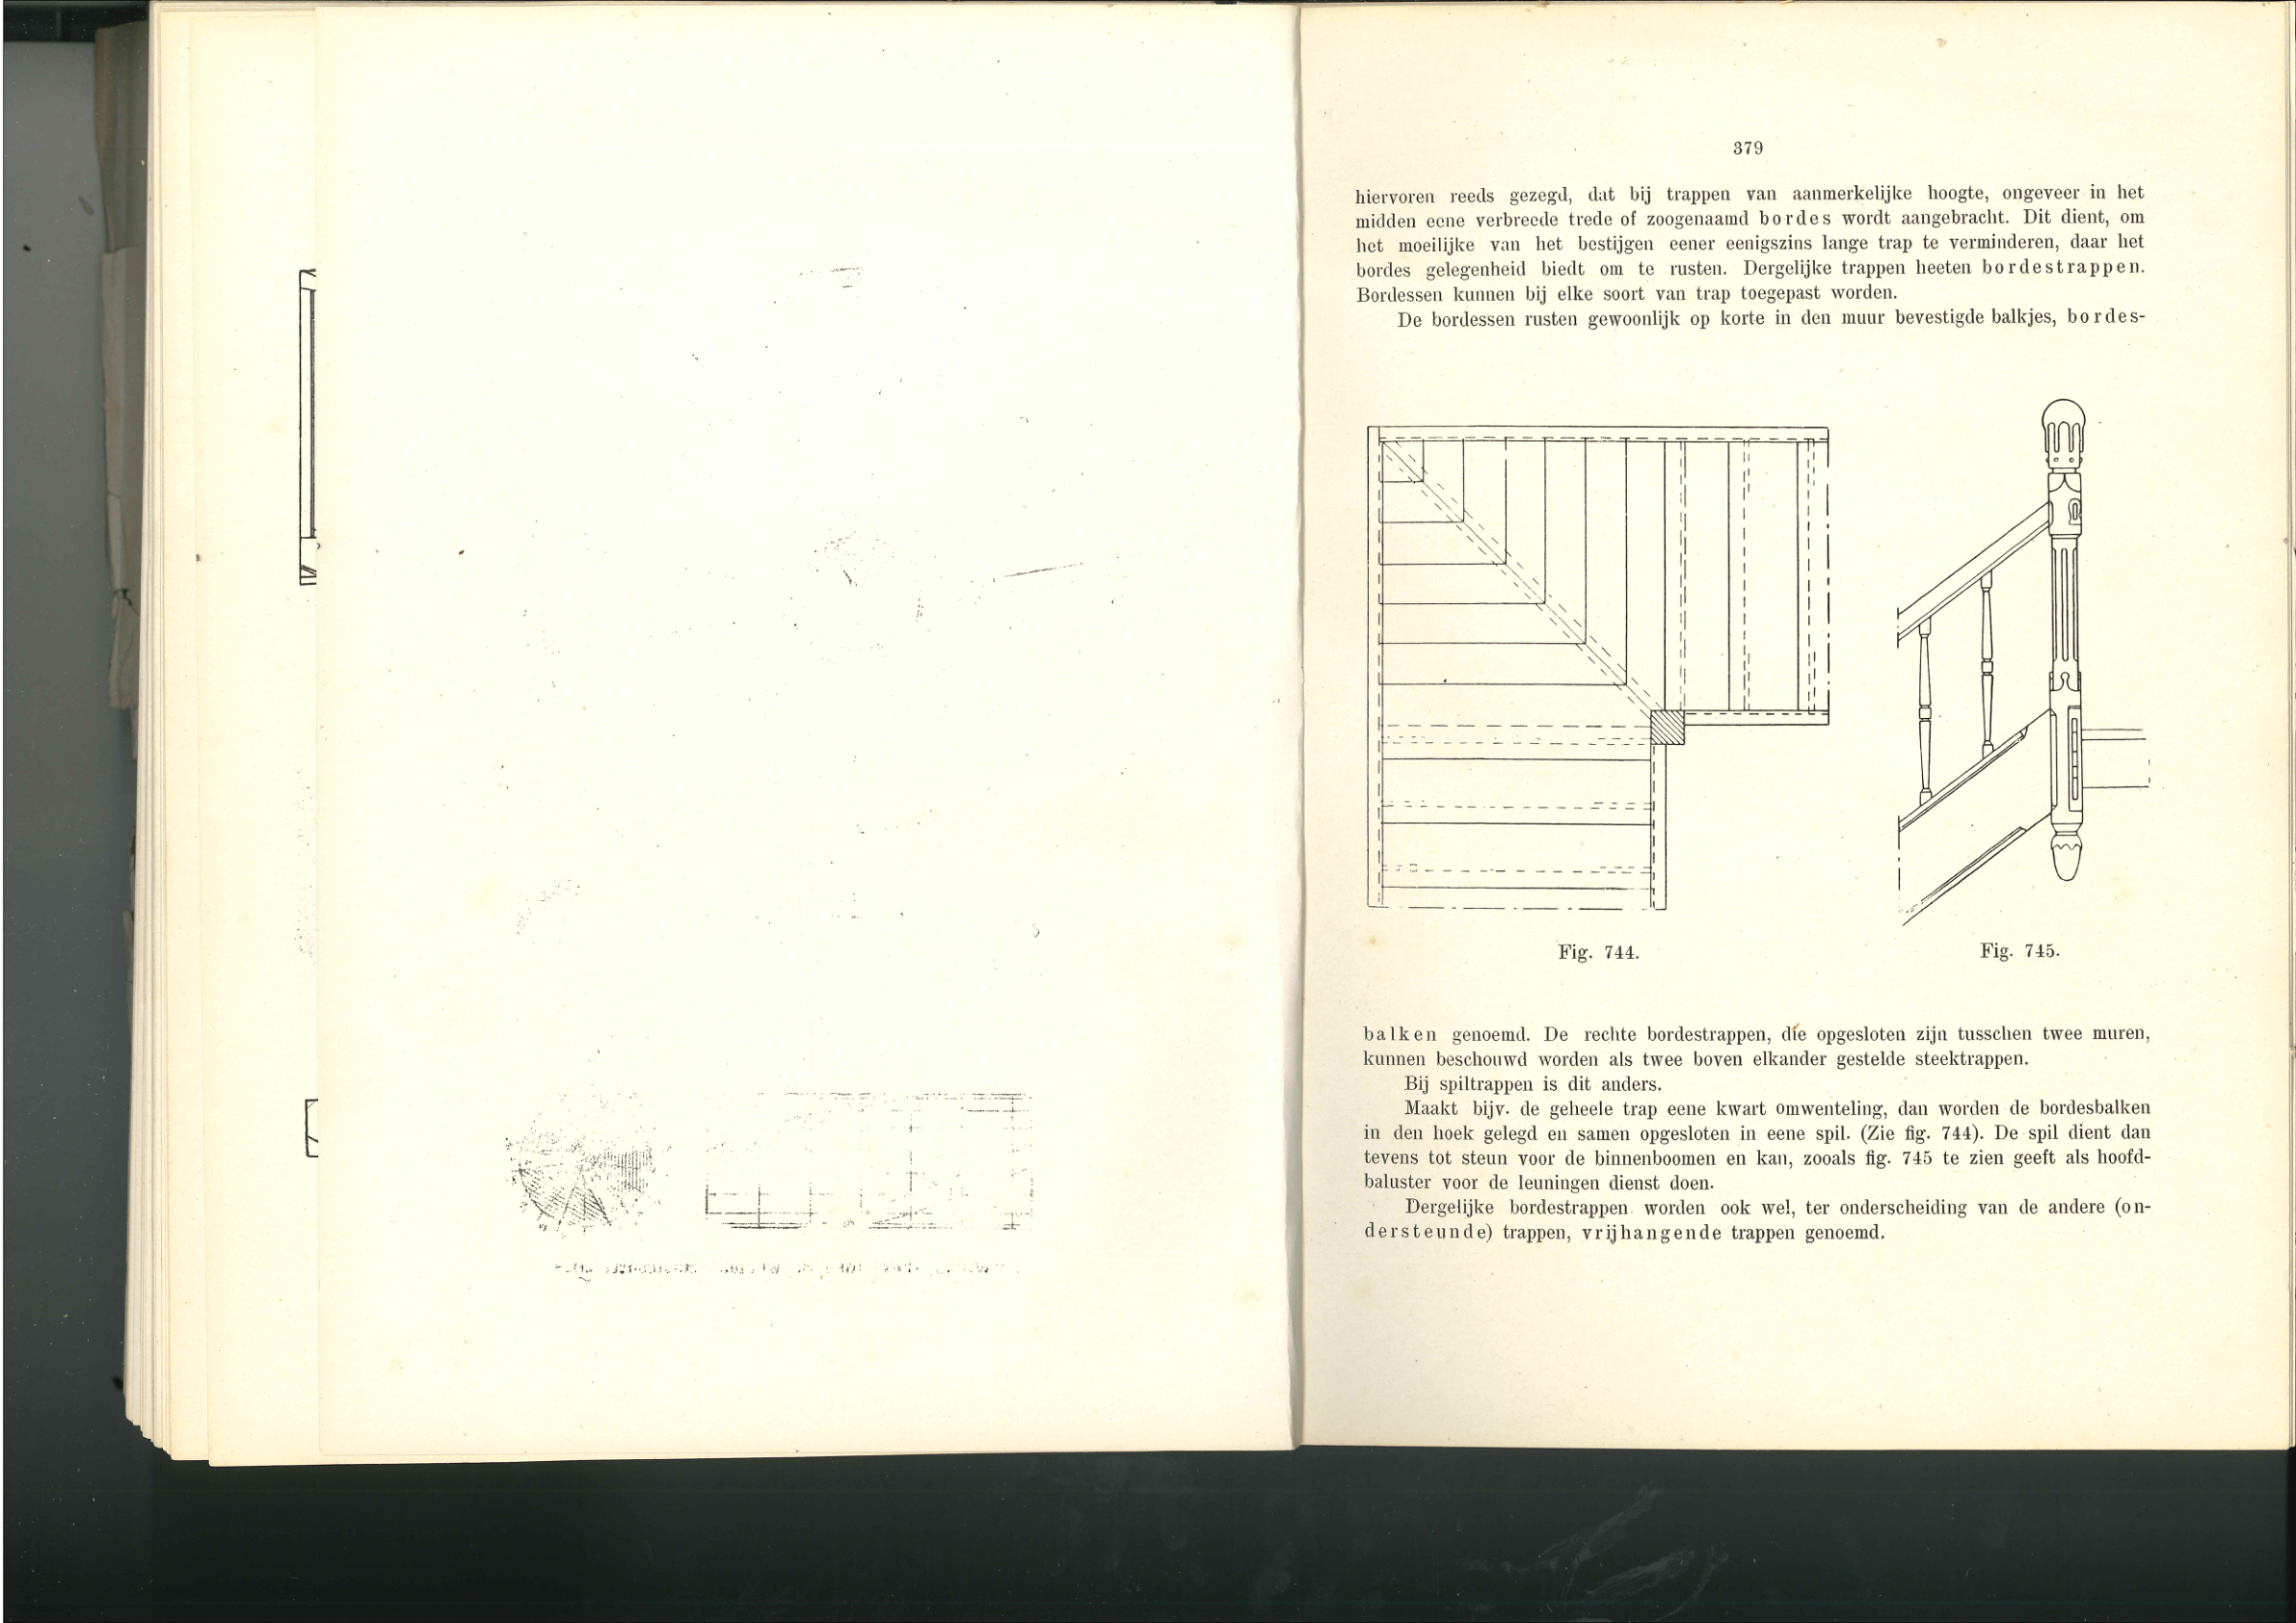 379
hiervoren reeds gezegd, dat bij trappen van aanmerkelijke hoogte, ongeveer in het
midden eene verbreede trede of zoogenaamd bordes wordt aangebracht. Dit dient, om
het moeilijke van het bestijgen eener eenigszins lange trap te verminderen, daar het
bordes gelegenheid biedt om te rusten. Dergelijke trappen heeten bordestrappen.
Bordessen kunnen bij elke soort van trap toegepast worden.
De bordessen rusten gewoonlijk op korte in den muur bevestigde balkjes, bordes-
Fig. 744.
Fig. 745.
balken genoemd. De rechte bordestrappen, die opgesloten zijn tusschen twee muren,
kunnen beschouwd worden als twee boven elkander gestelde steektrappen.
Bij spiltrappen is dit anders.
Maakt bijv. de geheele trap eene kwart omwenteling, dan worden de bordesbalken
in den hoek gelegd en samen opgesloten in eene spil. (Zie fig. 744). De spil dient dan
tevens tot steun voor de binnenboomen en kan, zooals fig. 745 te zien geeft als hoofd-
baluster voor de leuningen dienst doen.
Dergelijke bordestrappen worden ook wel, ter onderscheiding van de andere (on-
dersteunde) trappen, vrijhangende trappen genoemd.